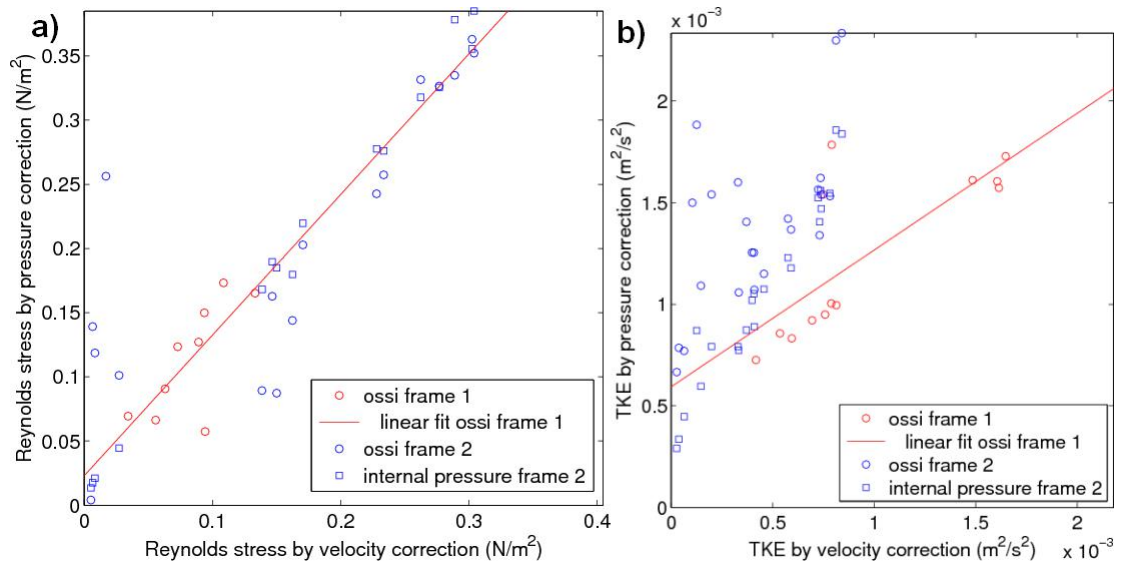 a)
Reynolds stress by pressure correction (N/m²)
0.35
0.3
0.25
0.2
0.15
0.1
0.05
0
0
0.1
0.2
0.3
0.4
Reynolds stress by velocity correction (N/m²)
ossi frame 1
linear fit ossi frame 1
ossi frame 2
internal pressure frame 2
b)
x 10⁻³
TKE by pressure correction (m²/s²)
2
1.5
1
0.5
0
0
0.5
1
1.5
2
TKE by velocity correction (m²/s²)
x 10⁻³
ossi frame 1
linear fit ossi frame 1
ossi frame 2
internal pressure frame 2